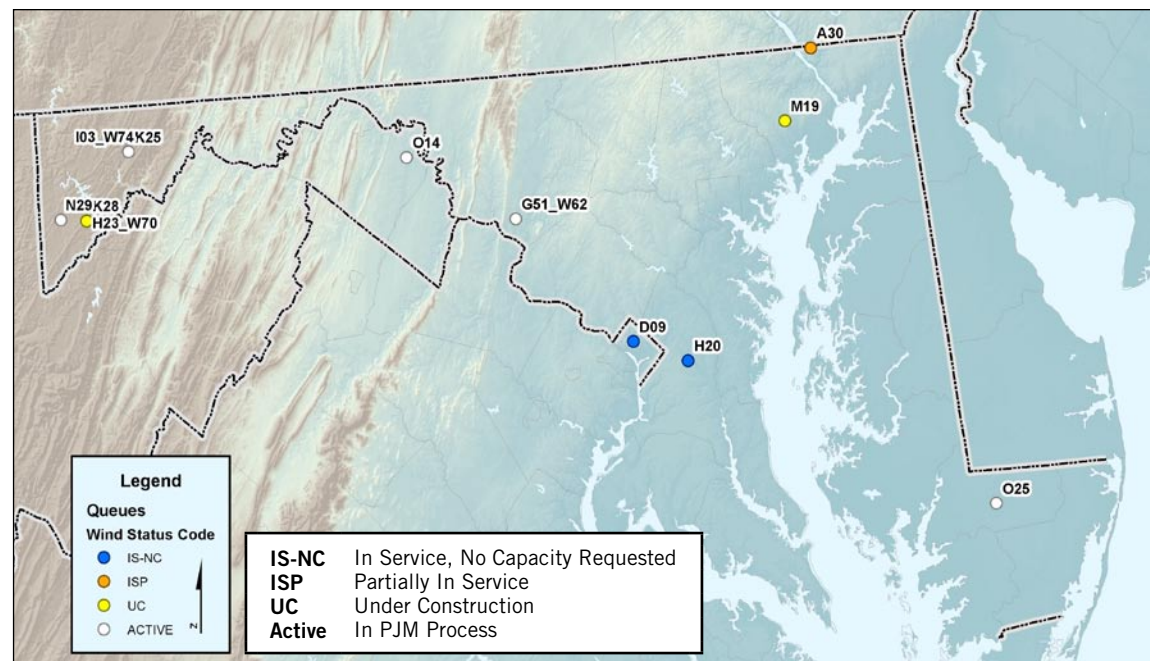 A30
M19
I03_W74K25
O14
N29K28
H23_W70
G51_W62
D09
H20
O25
Legend
Queues
Wind Status Code
IS-NC
ISP
UC
ACTIVE
N
IS-NC In Service, No Capacity Requested
ISP Partially In Service
UC Under Construction
Active In PJM Process